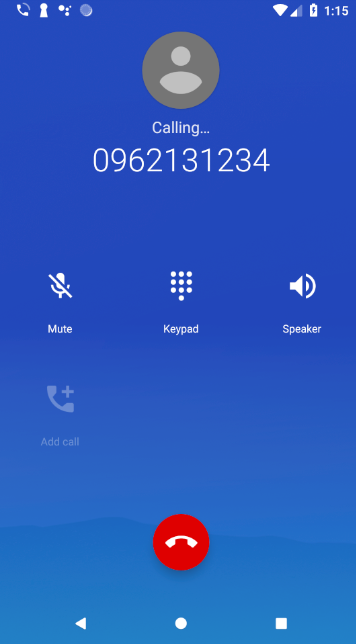 1:15
Calling...
0962131234
Mute
Keypad
Speaker
Add call